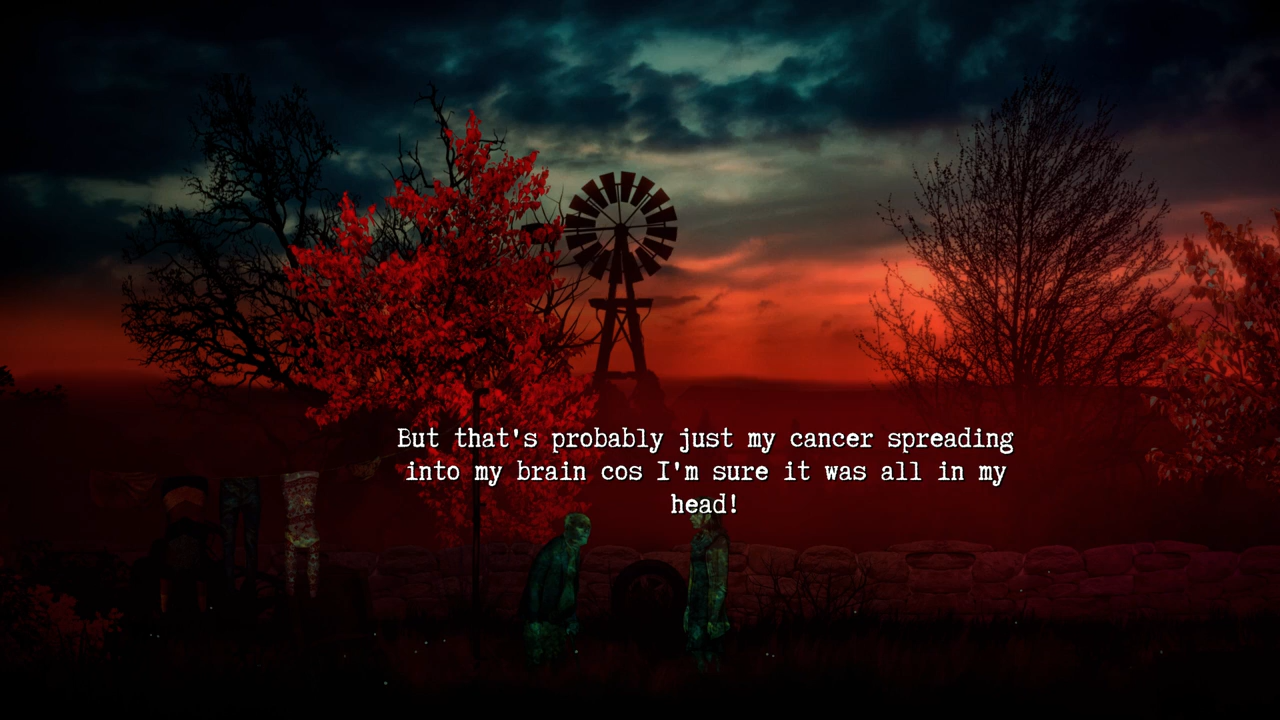 But that's probably just my cancer spreading
into my brain cos I'm sure it was all in my
head!